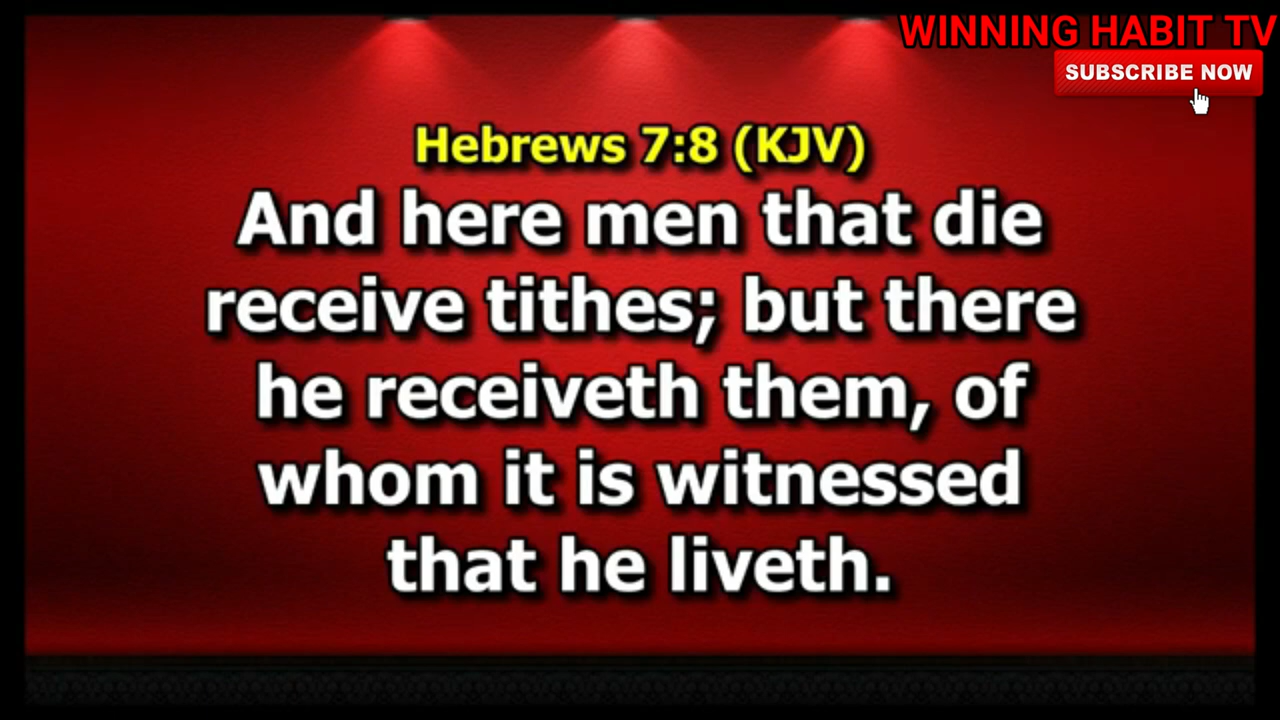 WINNING HABIT TV
SUBSCRIBE NOW
Hebrews 7:8 (KJV)
And here men that die
receive tithes; but there
he receiveth them, of
whom it is witnessed
that he liveth.